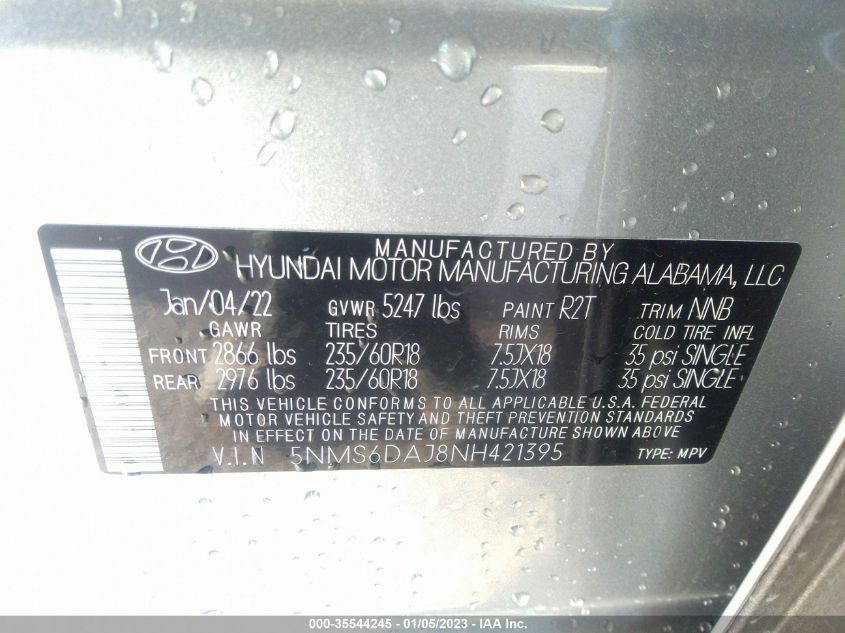 MANUFACTURED BY
HYUNDAI MOTOR MANUFACTURING ALABAMA, LLC
Jan/04/22 GVWR 5247 lbs PAINT R2T TRIM NNB
GAWR TIRES RIMS COLD TIRE INFL
FRONT 2866 lbs 235/60R18 7.5JX18 35 psi SINGLE
REAR 2976 lbs 235/60R18 7.5JX18 35 psi SINGLE
THIS VEHICLE CONFORMS TO ALL APPLICABLE U.S.A. FEDERAL
MOTOR VEHICLE SAFETY AND THEFT PREVENTION STANDARDS
IN EFFECT ON THE DATE OF MANUFACTURE SHOWN ABOVE
V.I.N 5NMS6DAJ8NH421395 TYPE: MPV
000-35544245 - 01/05/2023 - IAA Inc.